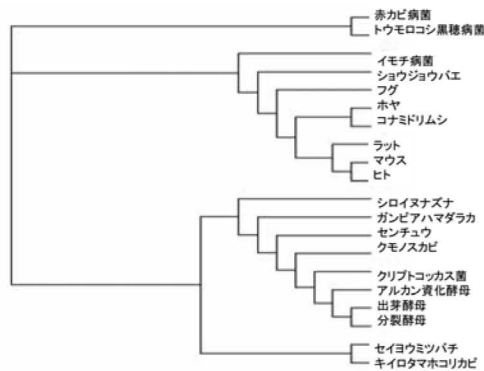 赤カビ病菌
トウモロコシ黒穂病菌
イモチ病菌
ショウジョウバエ
フグ
ホヤ
コナミドリムシ
ラット
マウス
ヒト
シロイヌナズナ
ガンビアハマダラカ
センチュウ
クモノスカビ
クリプトコッカス菌
アルカン資化酵母
出芽酵母
分裂酵母
セイヨウミツバチ
キイロタマホコリカビ